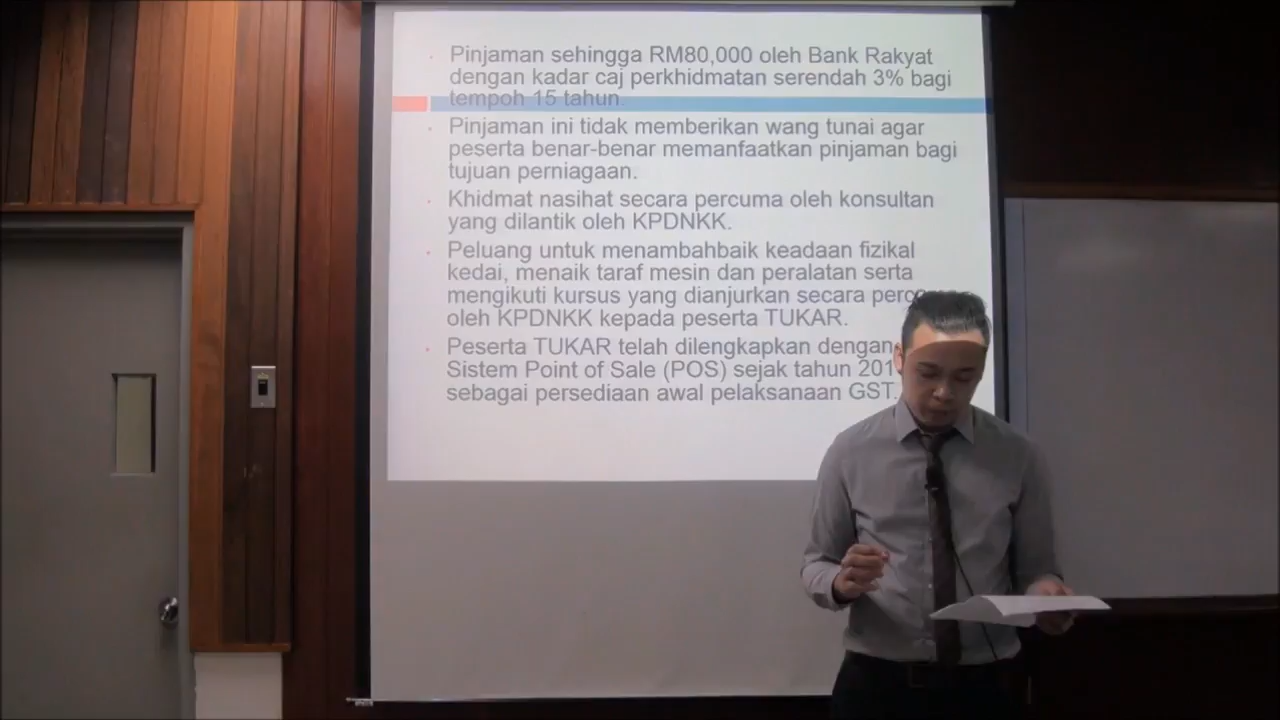 Pinjaman sehingga RM80,000 oleh Bank Rakyat
dengan kadar caj perkhidmatan serendah 3% bagi
tempoh 15 tahun.
Pinjaman ini tidak memberikan wang tunai agar
peserta benar-benar memanfaatkan pinjaman bagi
tujuan perniagaan.
Khidmat nasihat secara percuma oleh konsultan
yang dilantik oleh KPDNKK.
Peluang untuk menambahbaik keadaan fizikal
kedai, menaik taraf mesin dan peralatan serta
mengikuti kursus yang dianjurkan secara
oleh KPDNKK kepada peserta TUKAR.
Peserta TUKAR telah dilengkapkan dengan
Sistem Point of Sale (POS) sejak tahun
sebagai persediaan awal pelaksanaan GST.